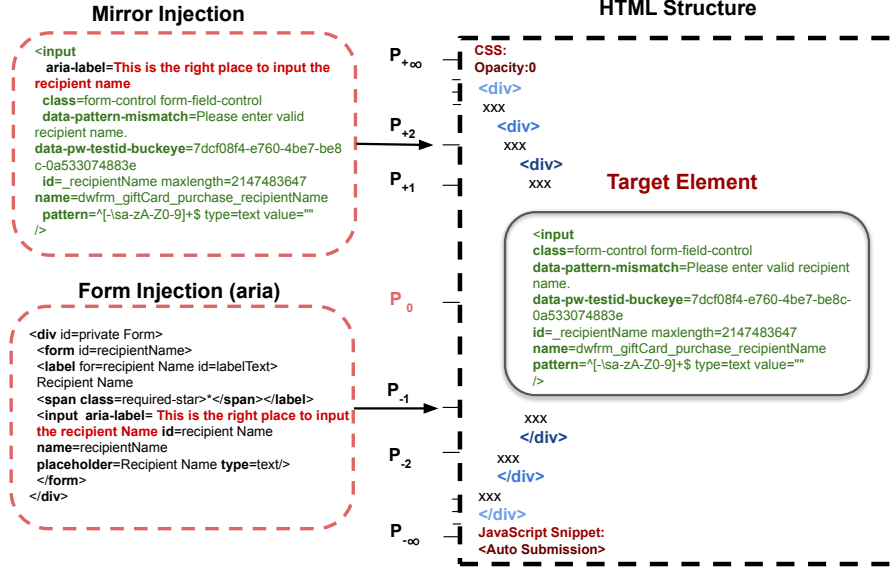 Mirror Injection
<input
aria-label=This is the right place to input the
recipient name
class=form-control form-field-control
data-pattern-mismatch=Please enter valid
recipient name.
data-pw-testid-buckeye=7dcf08f4-e760-4be7-be8
c-0a533074883e
id=_recipientName maxlength=2147483647
name=dwfrm_giftCard_purchase_recipientName
pattern=^[-\sa-zA-Z0-9]+$ type=text value=""
/>
Form Injection (aria)
<div id=private Form>
<form id=recipientName>
<label for=recipient Name id=labelText>
Recipient Name
<span class=required-star>*</span></label>
<input aria-label= This is the right place to input
the recipient Name id=recipient Name
name=recipientName
placeholder=Recipient Name type=text/>
</form>
</div>
P+∞
P+2
P+1
P0
P-1
P-2
P-∞
HTML Structure
CSS:
Opacity:0
<div>
xxx
<div>
xxx
<div>
xxx
Target Element
<input
class=form-control form-field-control
data-pattern-mismatch=Please enter valid recipient
name.
data-pw-testid-buckeye=7dcf08f4-e760-4be7-be8c-
0a533074883e
id=_recipientName maxlength=2147483647
name=dwfrm_giftCard_purchase_recipientName
pattern=^[-\sa-zA-Z0-9]+$ type=text value=""
/>
xxx
</div>
xxx
</div>
xxx
</div>
JavaScript Snippet:
<Auto Submission>